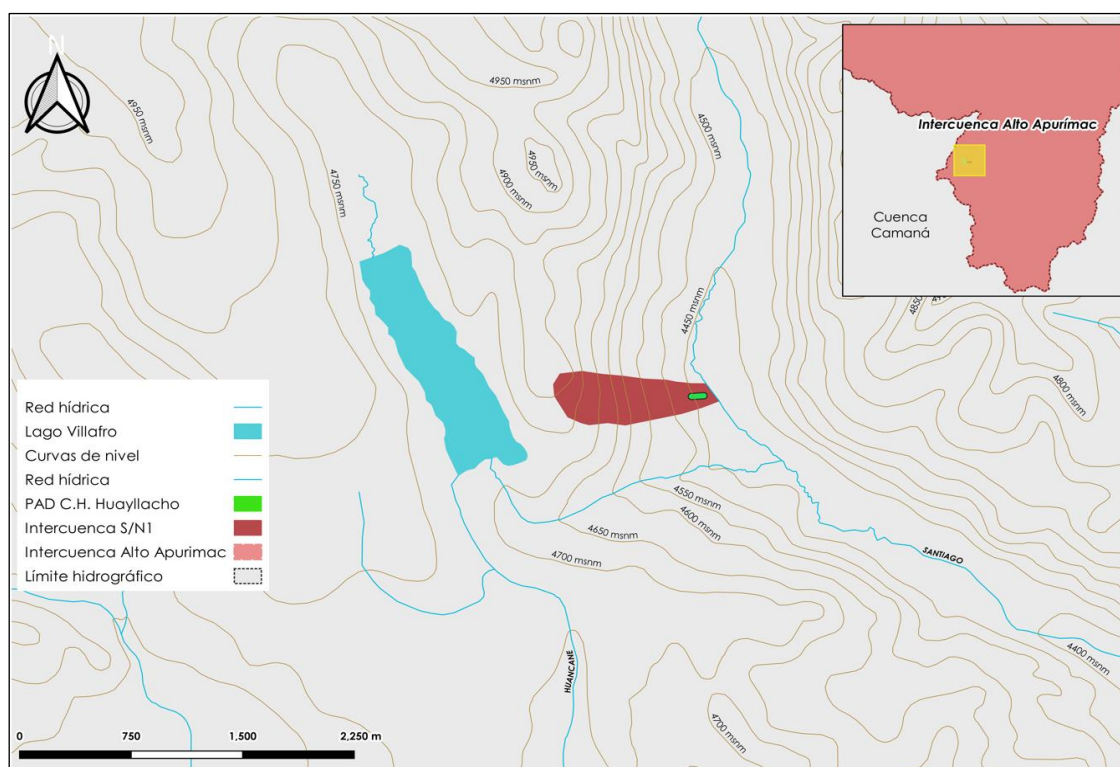 N
4950 msnm
4950 msnm
4950 msnm
4900 msnm
4750 msnm
4500 msnm
4450 msnm
Intercuenca Alto Apurímac
Cuenca
Camaná
4850 msnm
4800 msnm
Red hídrica
Lago Villafro
Curvas de nivel
Red hídrica
PAD C.H. Huayllacho
Intercuenca S/N1
Intercuenca Alto Apurimac
Límite hidrográfico
4550 msnm
4600 msnm
4650 msnm
4700 msnm
SANTIAGO
HUANCANE
4400 msnm
4700 msnm
0 750 1,500 2,250 m